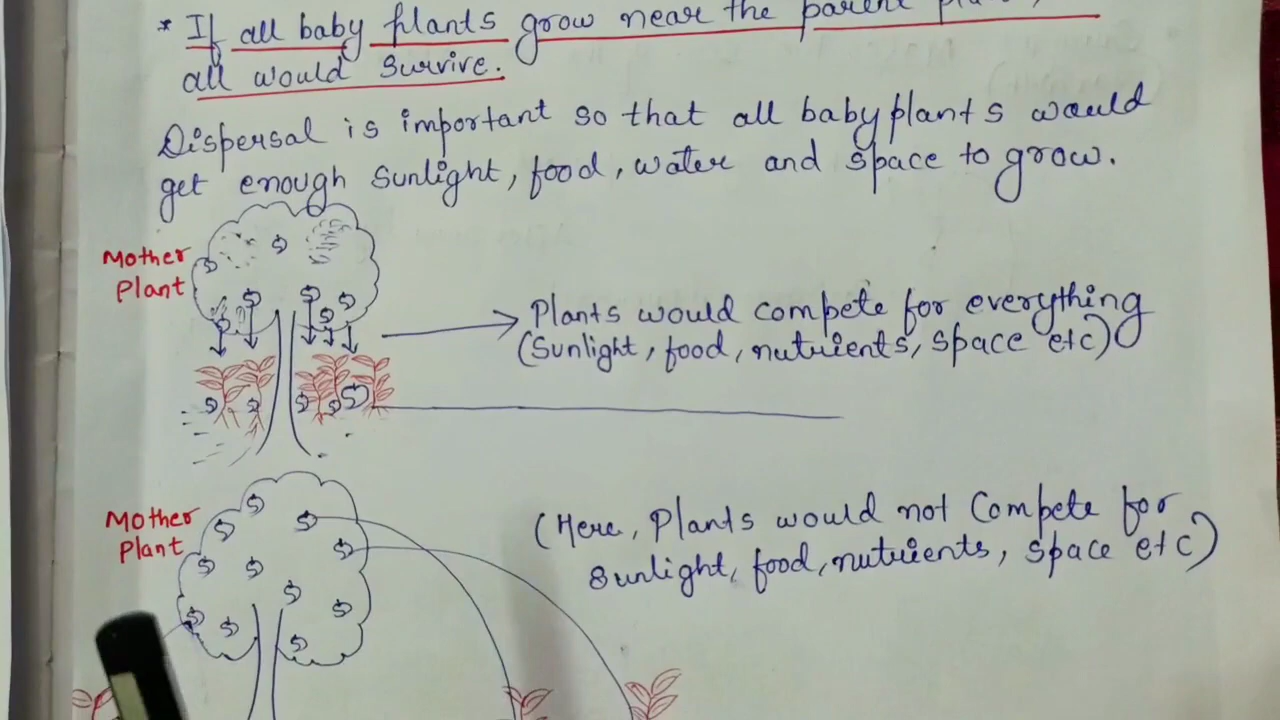 * If all baby plants grow near the parent
all would survive.
Dispersal is important so that all baby plants would
get enough sunlight, food, water and space to grow.
Mother
Plant
Plants would compete for everything
(Sunlight, food, nutrients, space etc)
Mother
Plant
(Here, Plants would not compete for
sunlight, food, nutrients, space etc)